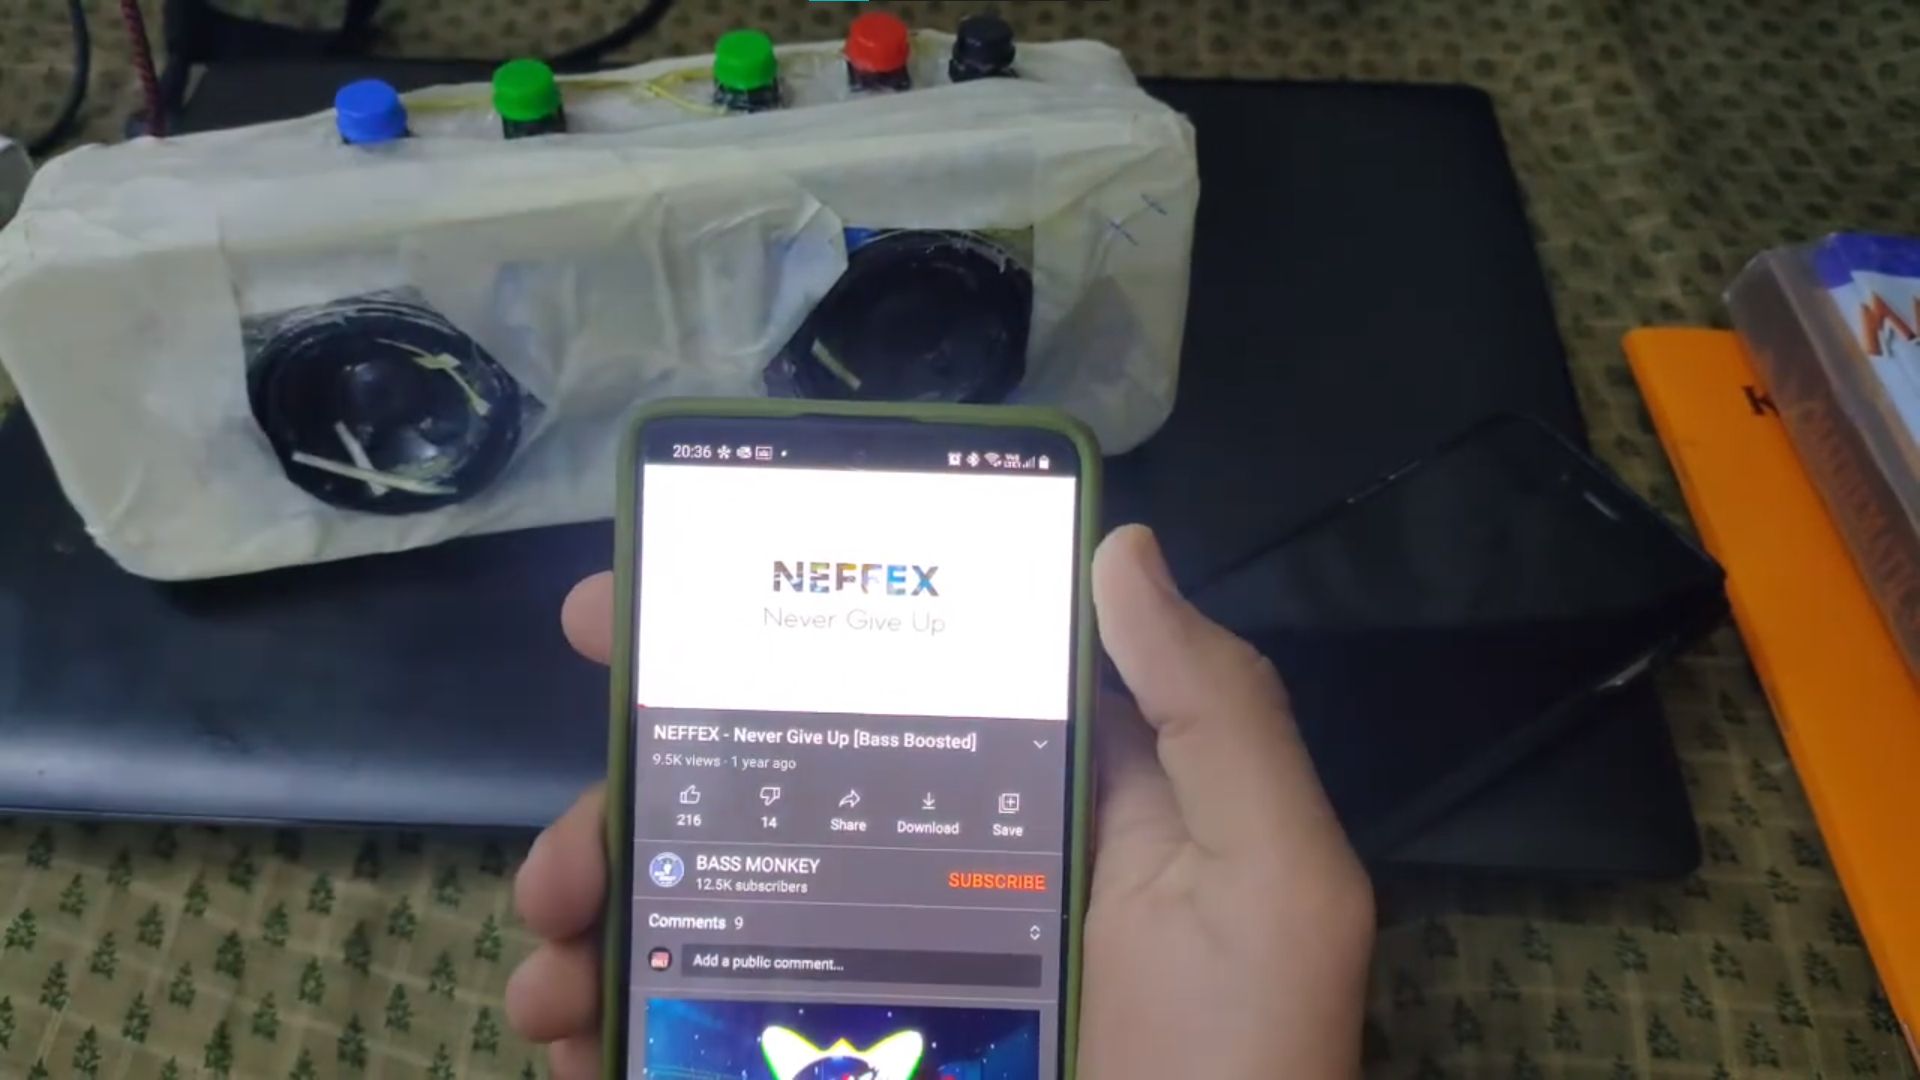 20:36
NEFFEX
Never Give Up
NEFFEX - Never Give Up [Bass Boosted]
9.5K views · 1 year ago
216
14
Share
Download
Save
BASS MONKEY
12.5K subscribers
SUBSCRIBE
Comments 9
Add a public comment...
K